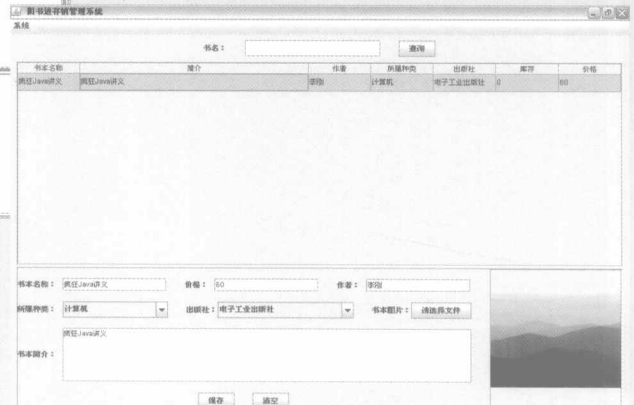 图书进存销管理系统
系统
书名： 查询
书本名称 简介 作者 所属种类 出版社 库存 价格
疯狂Java讲义 疯狂Java讲义 李刚 计算机 电子工业出版社 0 60
书本名称： 疯狂Java讲义 价格： 60 作者： 李刚
所属种类： 计算机 出版社： 电子工业出版社 书本图片： 请选择文件
疯狂Java讲义
书本简介：
保存 清空